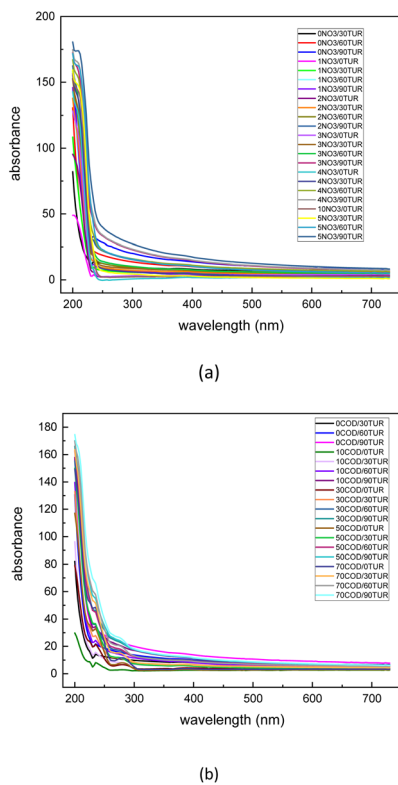 200
150
100
50
0
absorbance
200
300
400
500
600
700
wavelength (nm)
0NO3/30TUR
0NO3/60TUR
0NO3/90TUR
1NO3/0TUR
1NO3/30TUR
1NO3/60TUR
1NO3/90TUR
2NO3/0TUR
2NO3/30TUR
2NO3/60TUR
2NO3/90TUR
3NO3/0TUR
3NO3/30TUR
3NO3/60TUR
3NO3/90TUR
4NO3/0TUR
4NO3/30TUR
4NO3/60TUR
4NO3/90TUR
10NO3/0TUR
5NO3/30TUR
5NO3/60TUR
5NO3/90TUR
(a)
180
160
140
120
100
80
60
40
20
0
absorbance
200
300
400
500
600
700
wavelength (nm)
0COD/30TUR
0COD/60TUR
0COD/90TUR
10COD/0TUR
10COD/30TUR
10COD/60TUR
10COD/90TUR
30COD/0TUR
30COD/30TUR
30COD/60TUR
30COD/90TUR
50COD/0TUR
50COD/30TUR
50COD/60TUR
50COD/90TUR
70COD/0TUR
70COD/30TUR
70COD/60TUR
70COD/90TUR
(b)